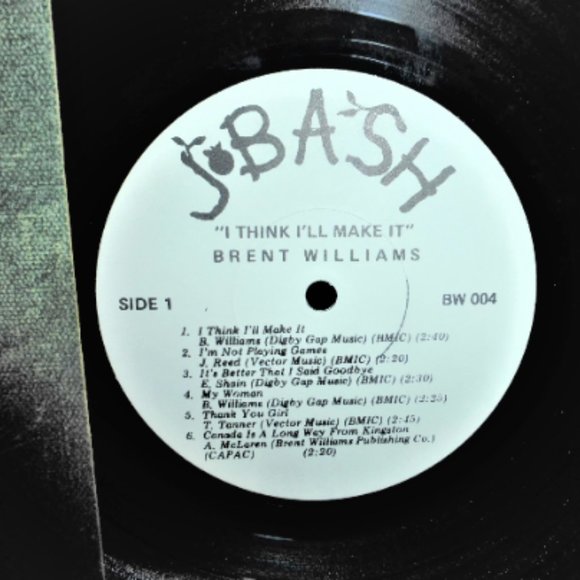 JOBASH
"I THINK I'LL MAKE IT"
BRENT WILLIAMS
SIDE 1
BW 004
1. I Think I'll Make It
B. Williams (Digby Gap Music) (BMIC) (2:40)
2. I'm Not Playing Games
J. Reed (Vector Music) (BMIC) (2:20)
3. It's Better That I Said Goodbye
E. Shain (Digby Gap Music) (BMIC) (2:30)
4. My Woman
B. Williams (Digby Gap Music) (BMIC) (2:25)
5. Thank You Girl
T. Tanner (Vector Music) (BMIC) (2:45)
6. Canada Is A Long Way From Kingston
A. McLaren (Brent Williams Publishing Co.)
(CAPAC) (2:20)